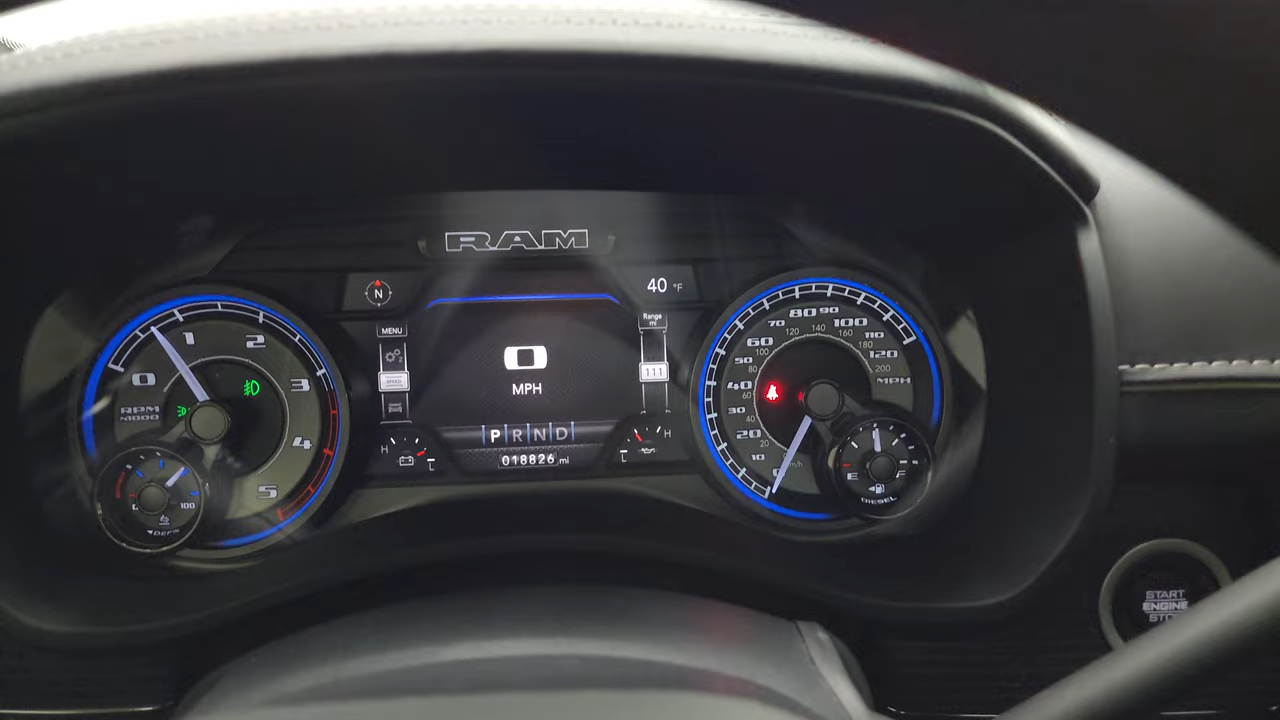 RAM
N
40 °F
MENU
SPEED
Range
mi
111
0
MPH
P R N D
018826 mi
H
L
H
L
0
1
2
3
4
5
RPM
x1000
100
DEF%
10
20
30
40
50
60
70
80
90
100
110
120
MPH
20
40
60
80
100
120
140
160
180
200
km/h
E
F
DIESEL
START
ENGINE
STOP